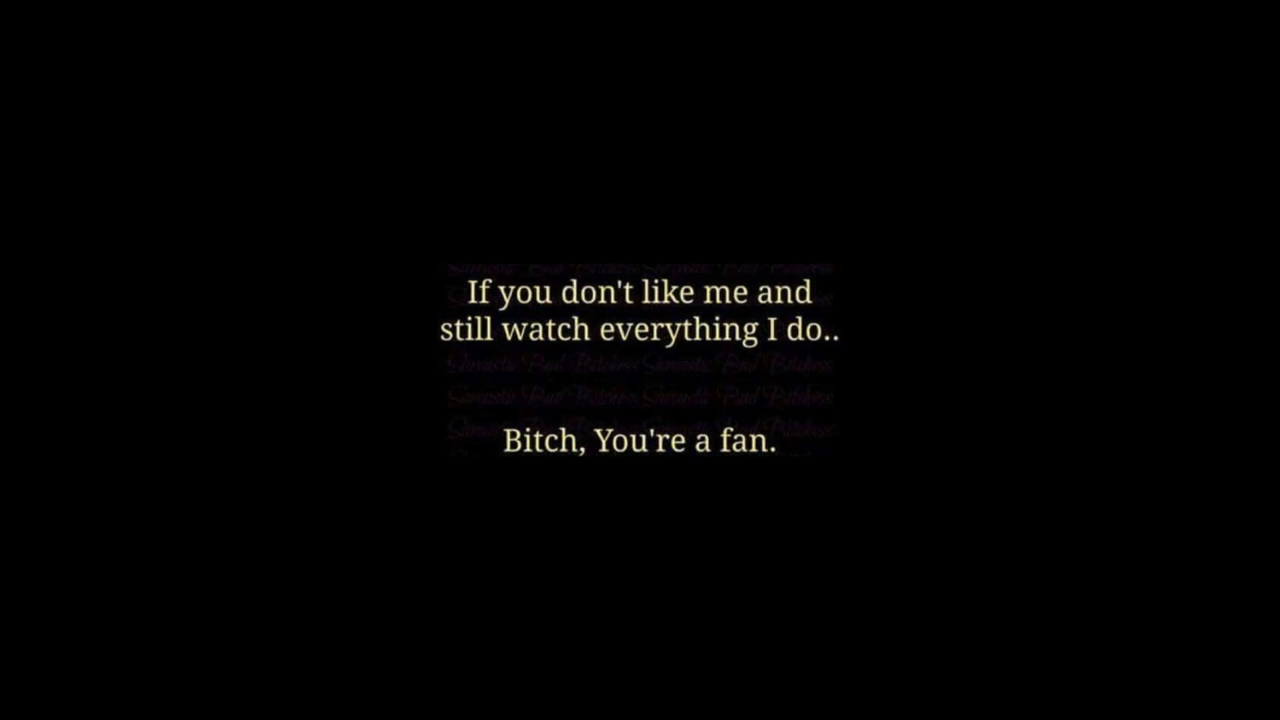 If you don't like me and
still watch everything I do..
Bitch, You're a fan.